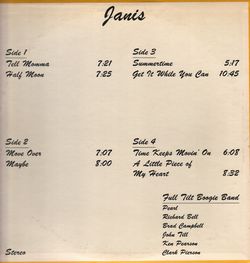 Janis
Side 1
Tell Momma 7:21
Half Moon 7:25
Side 3
Summertime 5:17
Get It While You Can 10:45
Side 2
Move Over 7:07
Maybe 8:00
Side 4
Time Keeps Movin' On 6:08
A Little Piece of
My Heart 8:32
Full Tilt Boogie Band
Pearl
Richard Bell
Brad Campbell
John Till
Ken Pearson
Clark Pierson
Stereo